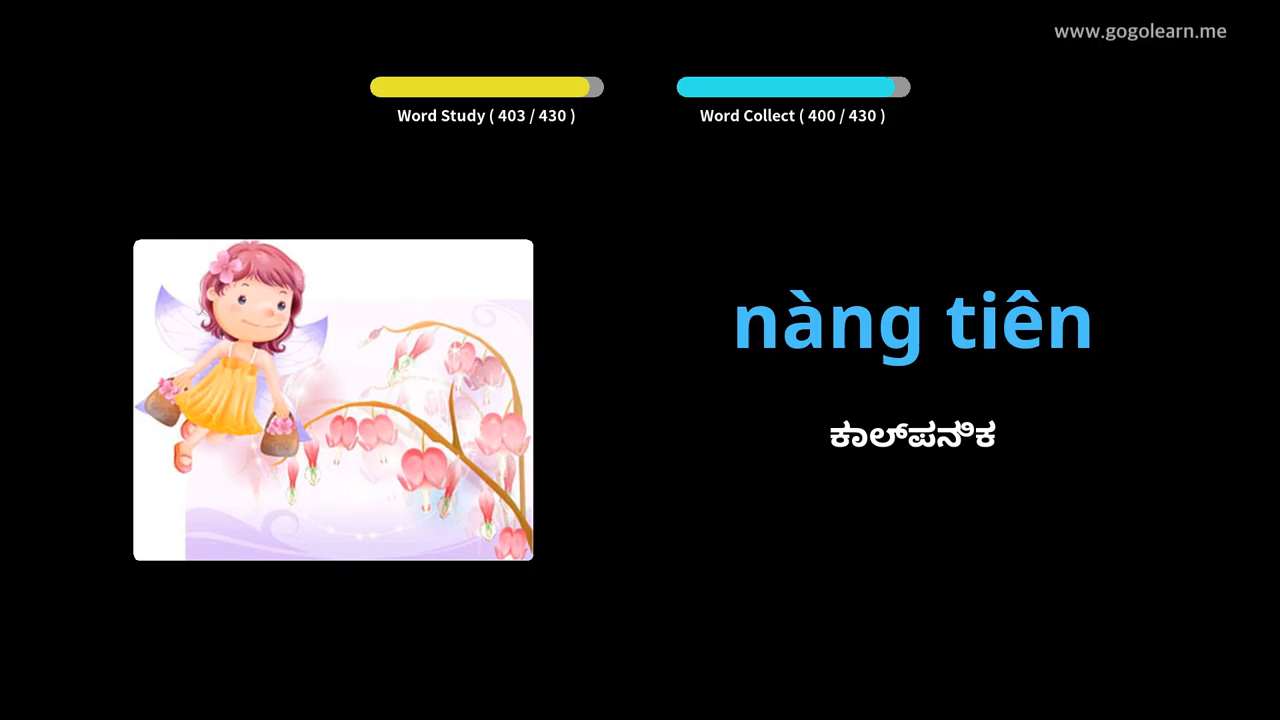 www.gogolearn.me
Word Study ( 403 / 430 )
Word Collect ( 400 / 430 )
nàng tiên
ಕಾಲ್ಪನಿಕ